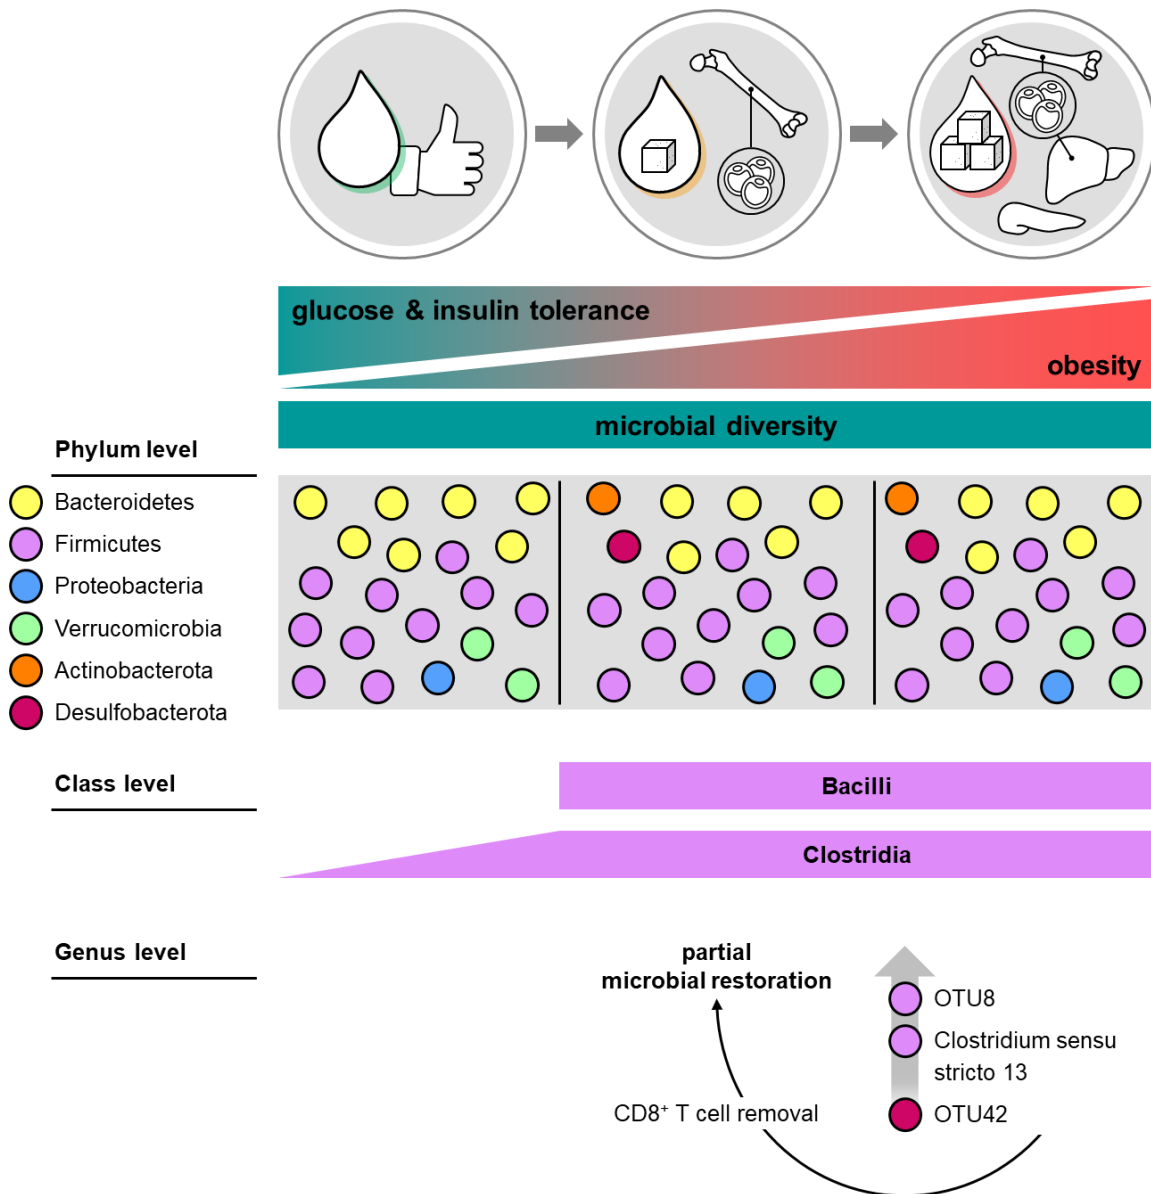 glucose & insulin tolerance
obesity
microbial diversity
Phylum level
Bacteroidetes
Firmicutes
Proteobacteria
Verrucomicrobia
Actinobacterota
Desulfobacterota
Class level
Bacilli
Clostridia
Genus level
partial
microbial restoration
OTU8
Clostridium sensu
stricto 13
CD8⁺ T cell removal
OTU42